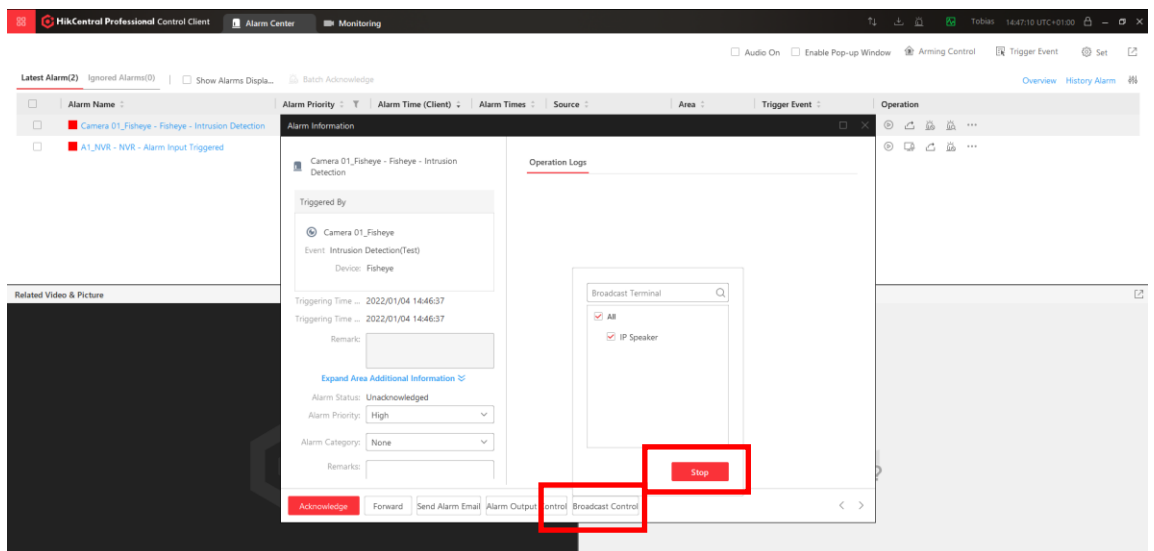 HikCentral Professional Control Client Alarm Center Monitoring Tobias 14:47:10 UTC+01:00
Audio On Enable Pop-up Window Arming Control Trigger Event Set
Latest Alarm(2) Ignored Alarms(0) Show Alarms Displa... Batch Acknowledge Overview History Alarm
Alarm Name Alarm Priority Alarm Time (Client) Alarm Times Source Area Trigger Event Operation
Camera 01_Fisheye - Fisheye - Intrusion Detection
A1_NVR - NVR - Alarm Input Triggered
Alarm Information
Camera 01_Fisheye - Fisheye - Intrusion
Detection
Operation Logs
Triggered By
Camera 01_Fisheye
Event Intrusion Detection(Test)
Device: Fisheye
Related Video & Picture
Triggering Time ... 2022/01/04 14:46:37
Triggering Time ... 2022/01/04 14:46:37
Remark:
Expand Area Additional Information
Alarm Status: Unacknowledged
Alarm Priority: High
Alarm Category: None
Remarks:
Broadcast Terminal
All
IP Speaker
Stop
Acknowledge Forward Send Alarm Email Alarm Output Control Broadcast Control
?